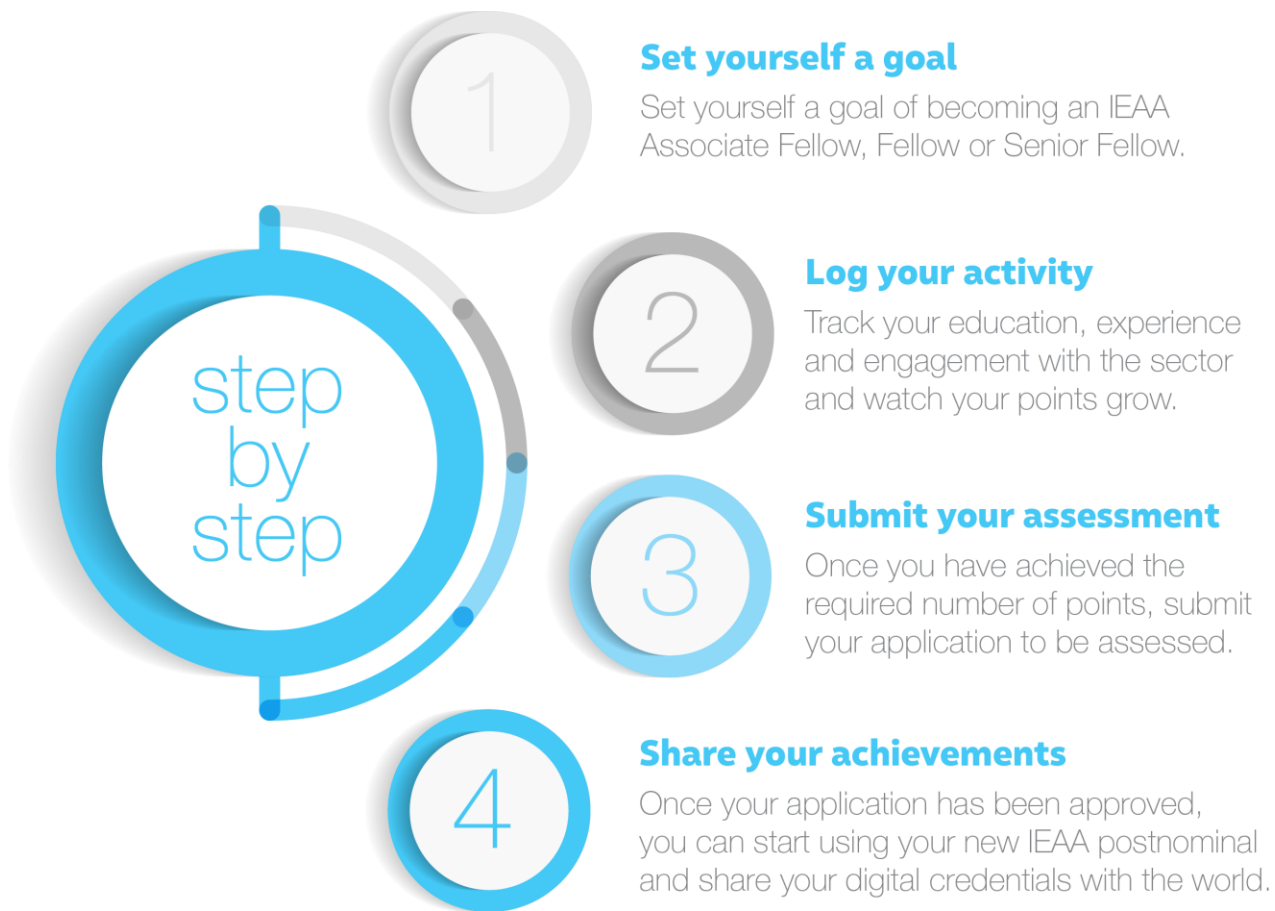 step
by
step
1
Set yourself a goal
Set yourself a goal of becoming an IEAA
Associate Fellow, Fellow or Senior Fellow.
2
Log your activity
Track your education, experience
and engagement with the sector
and watch your points grow.
3
Submit your assessment
Once you have achieved the
required number of points, submit
your application to be assessed.
4
Share your achievements
Once your application has been approved,
you can start using your new IEAA postnominal
and share your digital credentials with the world.